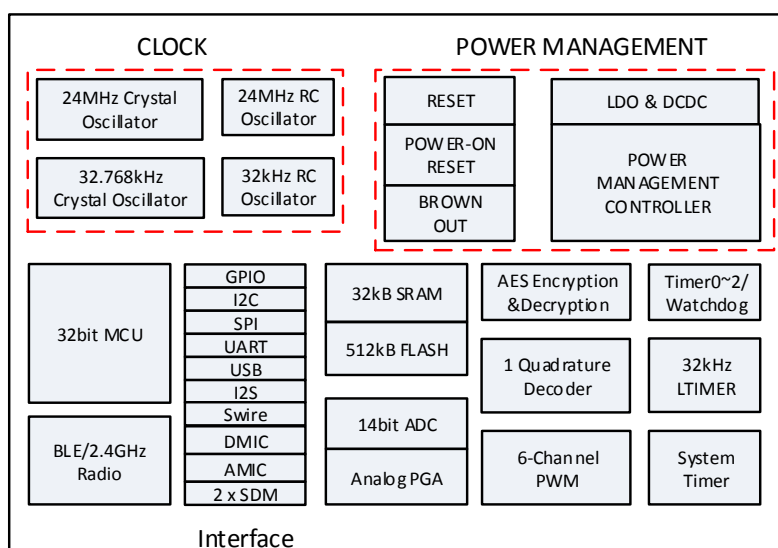 CLOCK
24MHz Crystal
Oscillator
24MHz RC
Oscillator
32.768kHz
Crystal Oscillator
32kHz RC
Oscillator
POWER MANAGEMENT
RESET
POWER-ON
RESET
BROWN
OUT
LDO & DCDC
POWER
MANAGEMENT
CONTROLLER
32bit MCU
BLE/2.4GHz
Radio
GPIO
I2C
SPI
UART
USB
I2S
Swire
DMIC
AMIC
2 x SDM
Interface
32kB SRAM
512kB FLASH
14bit ADC
Analog PGA
AES Encryption
&Decryption
1 Quadrature
Decoder
6-Channel
PWM
Timer0~2/
Watchdog
32kHz
LTIMER
System
Timer